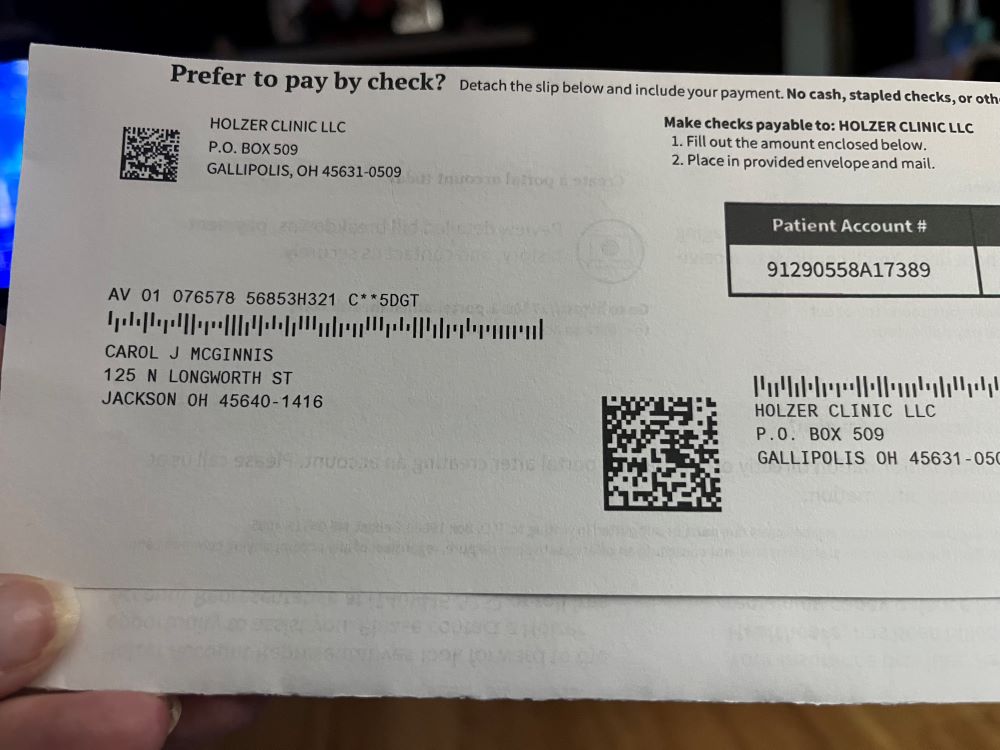 Prefer to pay by check? Detach the slip below and include your payment. No cash, stapled checks, or
HOLZER CLINIC LLC
P.O. BOX 509
GALLIPOLIS, OH 45631-0509
Make checks payable to: HOLZER CLINIC LLC
1. Fill out the amount enclosed below.
2. Place in provided envelope and mail.
Patient Account #
91290558A17389
AV 01 076578 56853H321 C**5DGT
CAROL J MCGINNIS
125 N LONGWORTH ST
JACKSON OH 45640-1416
HOLZER CLINIC LLC
P.O. BOX 509
GALLIPOLIS OH 45631-050